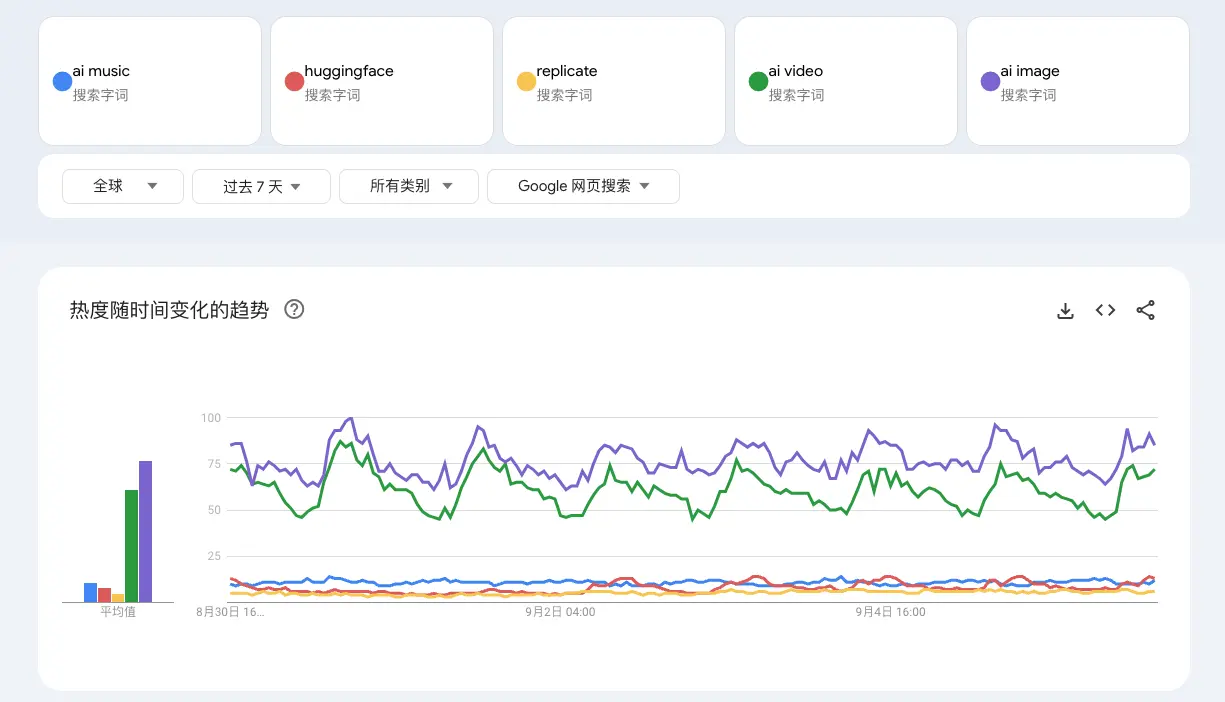 ai music
搜索字词
huggingface
搜索字词
replicate
搜索字词
ai video
搜索字词
ai image
搜索字词
全球
过去 7 天
所有类别
Google 网页搜索
热度随时间变化的趋势
100
75
50
25
平均值
8月30日 16...
9月2日 04:00
9月4日 16:00